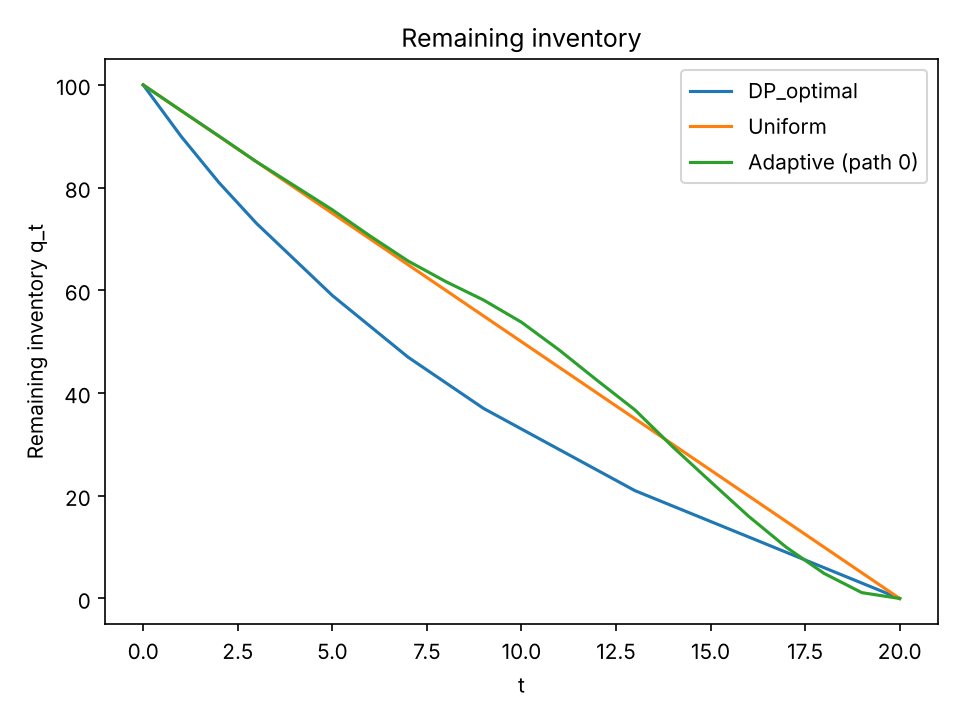 Remaining inventory
DP_optimal
Uniform
Adaptive (path 0)
Remaining inventory q_t
100
80
60
40
20
0
0.0 2.5 5.0 7.5 10.0 12.5 15.0 17.5 20.0
t